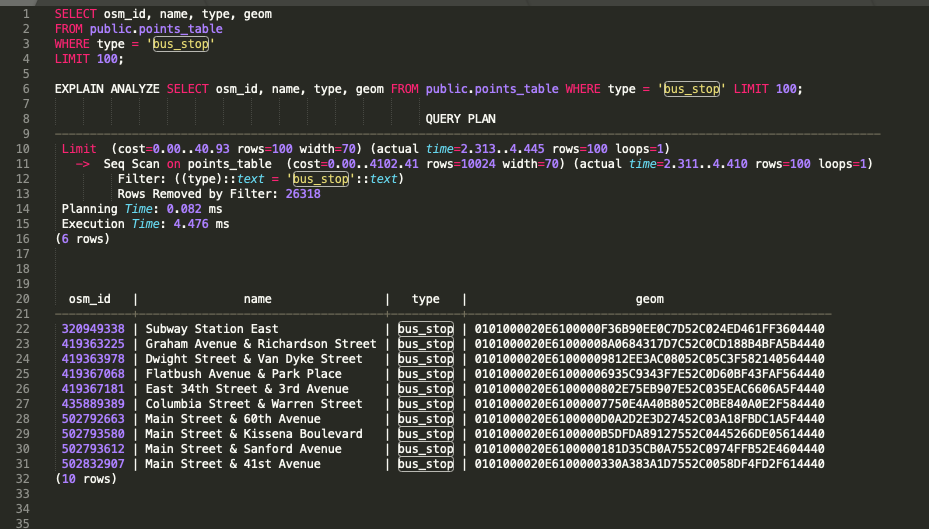 1 SELECT osm_id, name, type, geom
2 FROM public.points_table
3 WHERE type = 'bus_stop'
4 LIMIT 100;
5
6 EXPLAIN ANALYZE SELECT osm_id, name, type, geom FROM public.points_table WHERE type = 'bus_stop' LIMIT 100;
7
8 QUERY PLAN
9 ------------------------------------------------------------
10 Limit (cost=0.00..40.93 rows=100 width=70) (actual time=2.313..4.445 rows=100 loops=1)
11 -> Seq Scan on points_table (cost=0.00..4102.41 rows=10024 width=70) (actual time=2.311..4.410 rows=100 loops=1)
12 Filter: ((type)::text = 'bus_stop'::text)
13 Rows Removed by Filter: 26318
14 Planning Time: 0.082 ms
15 Execution Time: 4.476 ms
16 (6 rows)
17
18
19
20 osm_id | name | type | geom
21 -----------+-----------------------------------+----------+----------------------------------------------------
22 320949338 | Subway Station East | bus_stop | 0101000020E6100000F36B90EE0C7D52C024ED461FF3604440
23 419363225 | Graham Avenue & Richardson Street | bus_stop | 0101000020E61000008A0684317D7C52C0CD188B4BFA5B4440
24 419363978 | Dwight Street & Van Dyke Street | bus_stop | 0101000020E61000009812EE3AC08052C05C3F582140564440
25 419367068 | Flatbush Avenue & Park Place | bus_stop | 0101000020E61000006935C9343F7E52C0D60BF43FAF564440
26 419367181 | East 34th Street & 3rd Avenue | bus_stop | 0101000020E6100000802E75EB907E52C035EAC6606A5F4440
27 435889389 | Columbia Street & Warren Street | bus_stop | 0101000020E61000007750E4A40B8052C0BE840A0E2F584440
28 502792663 | Main Street & 60th Avenue | bus_stop | 0101000020E6100000D0A2D2E3D27452C03A18FBDC1A5F4440
29 502793580 | Main Street & Kissena Boulevard | bus_stop | 0101000020E6100000B5DFDA89127552C0445266DE05614440
30 502793612 | Main Street & Sanford Avenue | bus_stop | 0101000020E6100000181D35CB0A7552C0974FFB52E4604440
31 502832907 | Main Street & 41st Avenue | bus_stop | 0101000020E6100000330A383A1D7552C0058DF4FD2F614440
32 (10 rows)
33
34
35